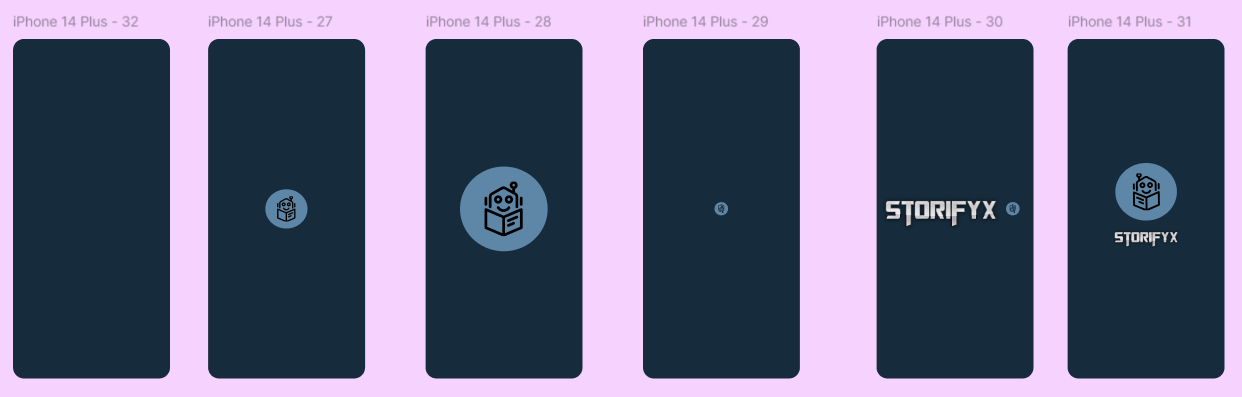 iPhone 14 Plus - 32
iPhone 14 Plus - 27
iPhone 14 Plus - 28
iPhone 14 Plus - 29
iPhone 14 Plus - 30
iPhone 14 Plus - 31
STORIFYX
STORIFYX